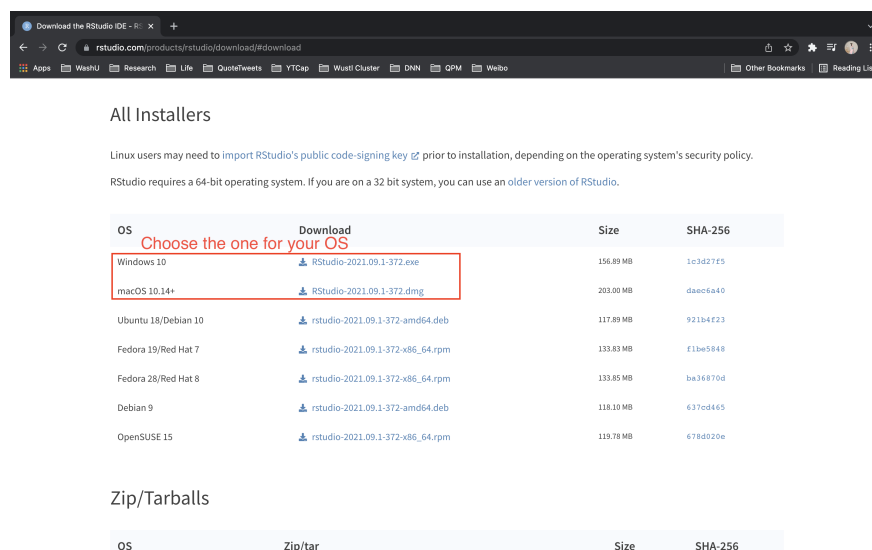 Download the RStudio IDE - RS
rstudio.com/products/rstudio/download/#download
Apps WashU Research Life QuoteTweets YTCap Wustl Cluster DNN QPM Weibo Other Bookmarks Reading Lis
All Installers
Linux users may need to import RStudio's public code-signing key prior to installation, depending on the operating system's security policy.
RStudio requires a 64-bit operating system. If you are on a 32 bit system, you can use an older version of RStudio.
OS Download Size SHA-256
Choose the one for your OS
Windows 10 RStudio-2021.09.1-372.exe 156.89 MB 1c3d27f5
macOS 10.14+ RStudio-2021.09.1-372.dmg 203.00 MB daec6a40
Ubuntu 18/Debian 10 rstudio-2021.09.1-372-amd64.deb 117.89 MB 921b4f23
Fedora 19/Red Hat 7 rstudio-2021.09.1-372-x86_64.rpm 133.83 MB f1be5848
Fedora 28/Red Hat 8 rstudio-2021.09.1-372-x86_64.rpm 133.85 MB ba36870d
Debian 9 rstudio-2021.09.1-372-amd64.deb 118.10 MB 637cd465
OpenSUSE 15 rstudio-2021.09.1-372-x86_64.rpm 119.78 MB 678d020e
Zip/Tarballs
OS Zip/tar Size SHA-256